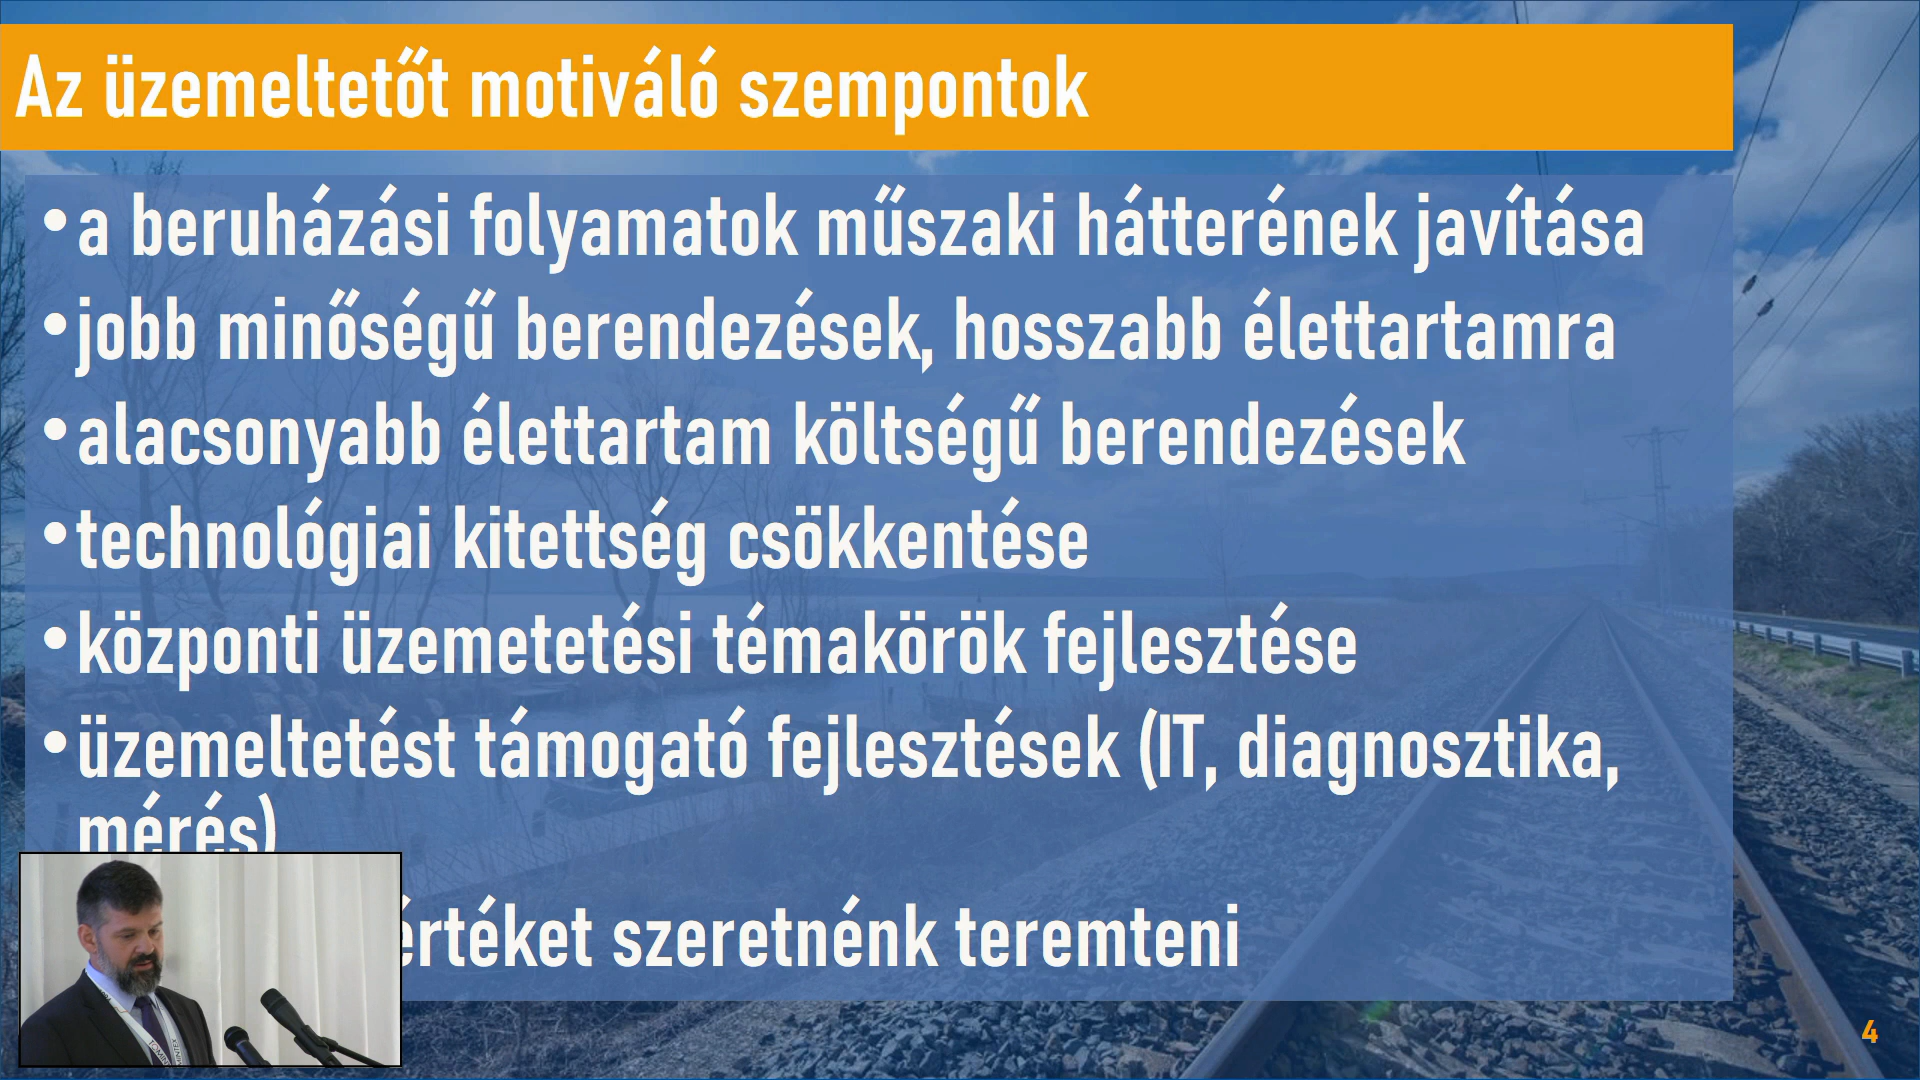 Az üzemeltetőt motiváló szempontok
•a beruházási folyamatok műszaki hátterének javítása
•jobb minőségű berendezések, hosszabb élettartamra
•alacsonyabb élettartam költségű berendezések
•technológiai kitettség csökkentése
•központi üzemetetési témakörök fejlesztése
•üzemeltetést támogató fejlesztések (IT, diagnosztika,
mérés)
értéket szeretnénk teremteni
4